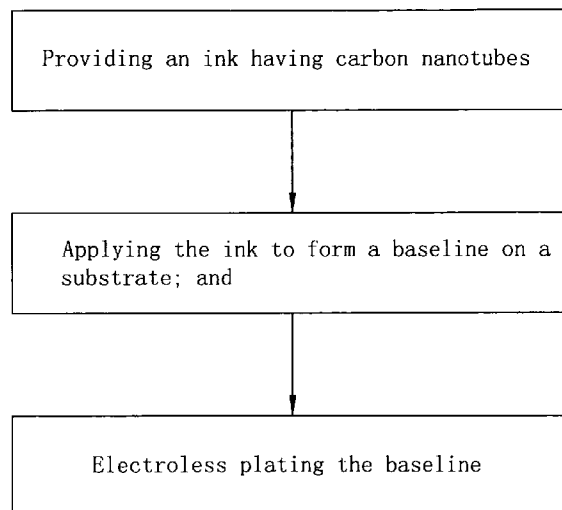 Providing an ink having carbon nanotubes
Applying the ink to form a baseline on a
substrate; and
Electroless plating the baseline